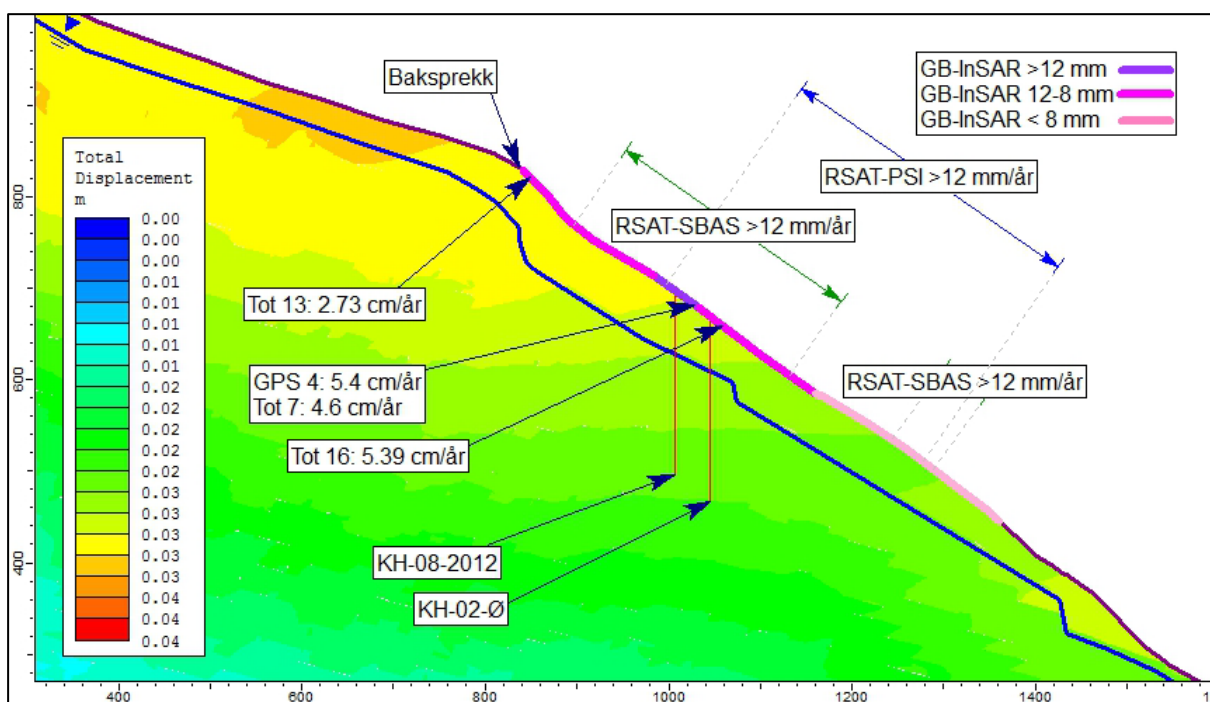 Baksprekk
GB-InSAR >12 mm
GB-InSAR 12-8 mm
GB-InSAR < 8 mm
RSAT-PSI >12 mm/år
RSAT-SBAS >12 mm/år
Total
Displacement
m
0.00
0.00
0.00
0.01
0.01
0.01
0.01
0.01
0.02
0.02
0.02
0.02
0.02
0.03
0.03
0.03
0.03
0.03
0.04
0.04
0.04
Tot 13: 2.73 cm/år
GPS 4: 5.4 cm/år
Tot 7: 4.6 cm/år
RSAT-SBAS >12 mm/år
Tot 16: 5.39 cm/år
KH-08-2012
KH-02-Ø
800
600
400
400
600
800
1000
1200
1400